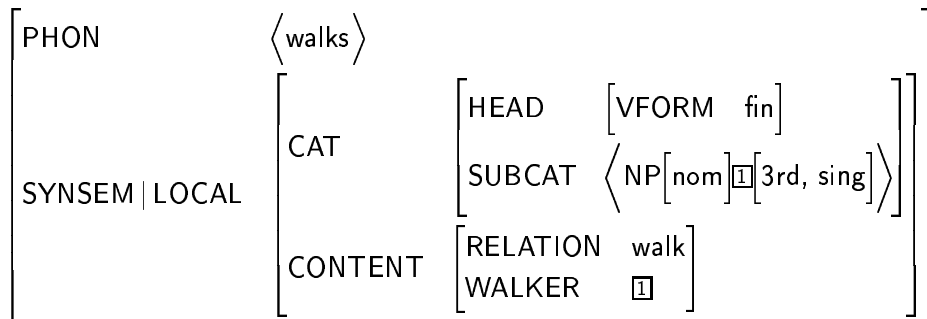 PHON ⟨walks⟩
HEAD [VFORM fin]
CAT
SUBCAT ⟨NP[nom]1[3rd, sing]⟩
SYNSEM|LOCAL
RELATION walk
CONTENT
WALKER 1